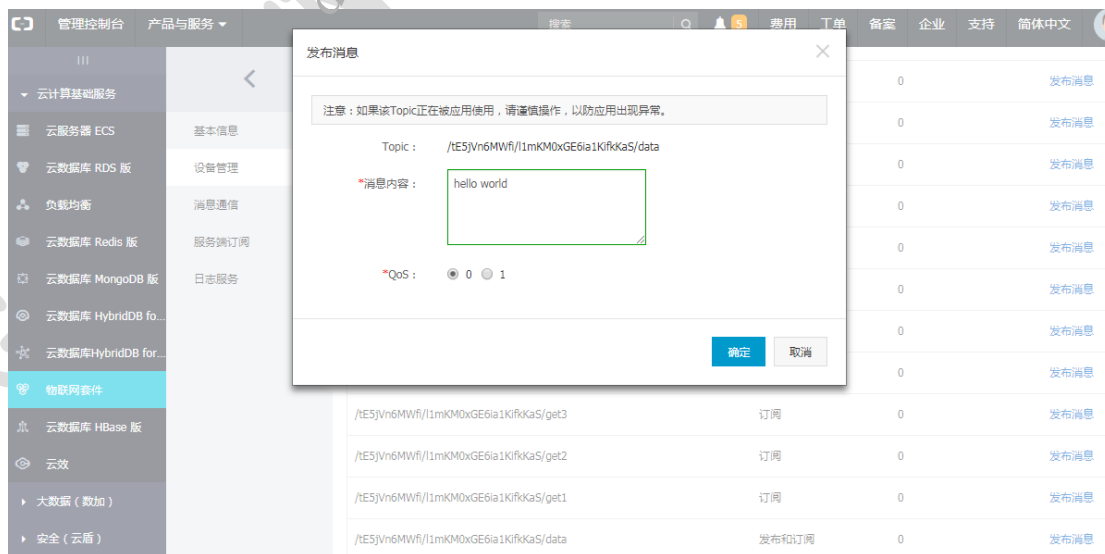 管理控制台 产品与服务 搜索 5 费用 工单 备案 企业 支持 简体中文
云计算基础服务
云服务器 ECS
云数据库 RDS 版
负载均衡
云数据库 Redis 版
云数据库 MongoDB 版
云数据库 HybridDB fo...
云数据库HybridDB for...
物联网套件
云数据库 HBase 版
云效
大数据（数加）
安全（云盾）
基本信息
设备管理
消息通信
服务端订阅
日志服务
发布消息
注意：如果该Topic正在被应用使用，请谨慎操作，以防应用出现异常。
Topic： /tE5jVn6MWfi/l1mKM0xGE6ia1KifkKaS/data
*消息内容： hello world
*QoS： 0 1
确定 取消
0 发布消息
0 发布消息
0 发布消息
0 发布消息
0 发布消息
0 发布消息
0 发布消息
0 发布消息
/tE5jVn6MWfi/l1mKM0xGE6ia1KifkKaS/get3 订阅 0 发布消息
/tE5jVn6MWfi/l1mKM0xGE6ia1KifkKaS/get2 订阅 0 发布消息
/tE5jVn6MWfi/l1mKM0xGE6ia1KifkKaS/get1 订阅 0 发布消息
/tE5jVn6MWfi/l1mKM0xGE6ia1KifkKaS/data 发布和订阅 0 发布消息